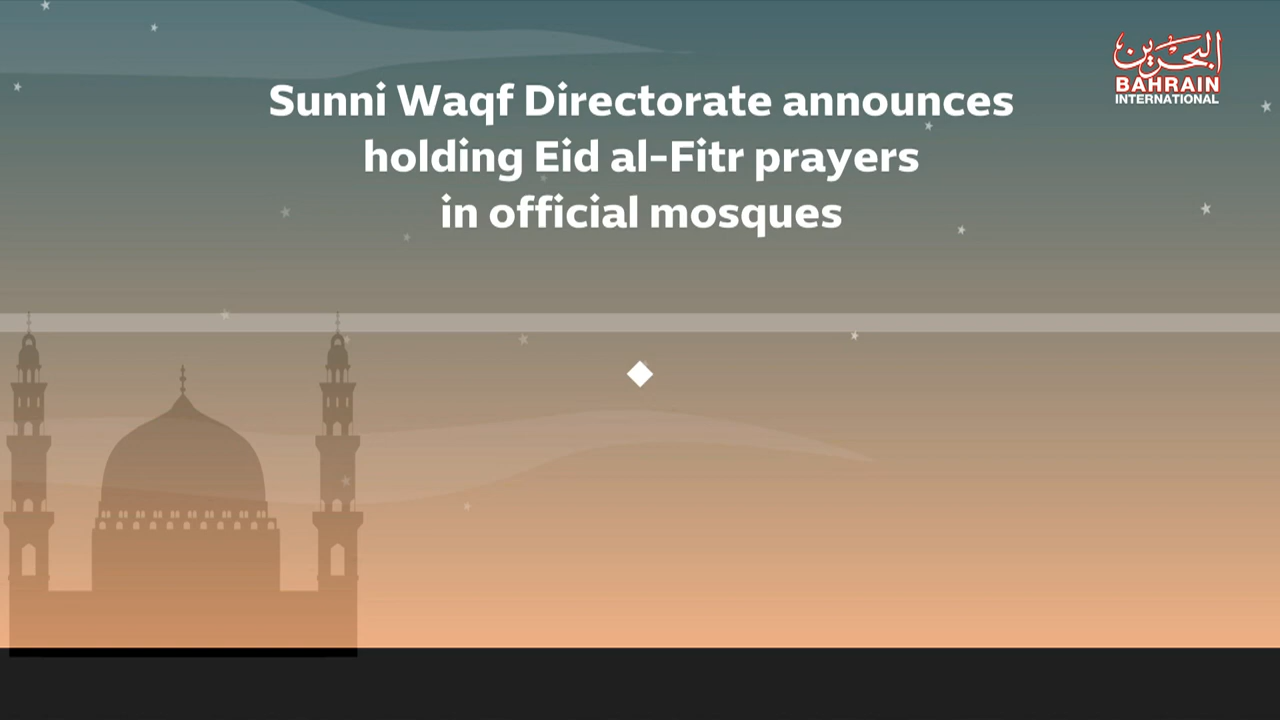 Sunni Waqf Directorate announces
holding Eid al-Fitr prayers
in official mosques
البحرين
BAHRAIN
INTERNATIONAL